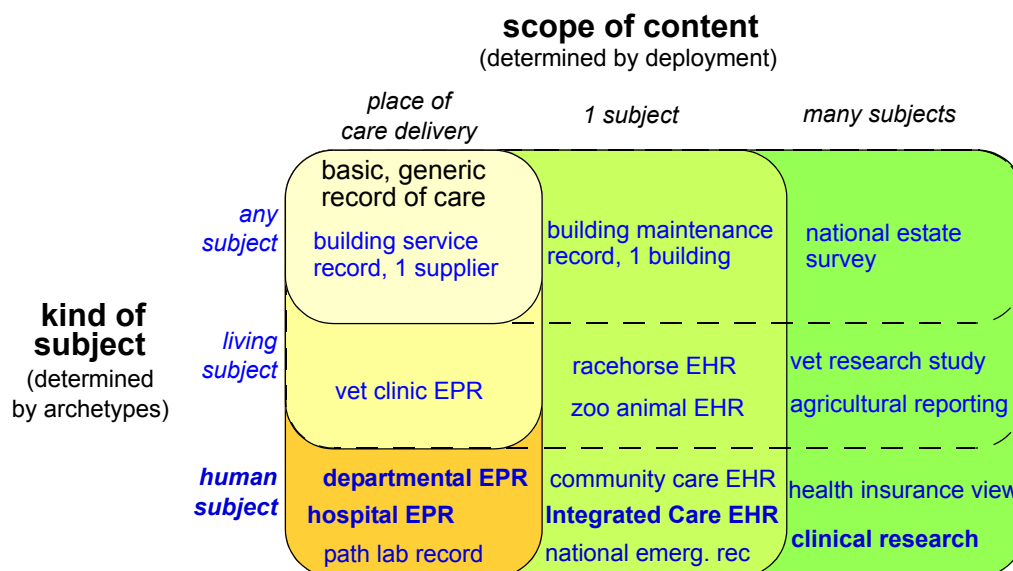 scope of content
(determined by deployment)
place of
care delivery
1 subject
many subjects
basic, generic
record of care
any
subject
building service
record, 1 supplier
building maintenance
record, 1 building
national estate
survey
kind of
subject
(determined
by archetypes)
living
subject
vet clinic EPR
racehorse EHR
zoo animal EHR
vet research study
agricultural reporting
human
subject
departmental EPR
hospital EPR
path lab record
community care EHR
Integrated Care EHR
national emerg. rec
health insurance view
clinical research